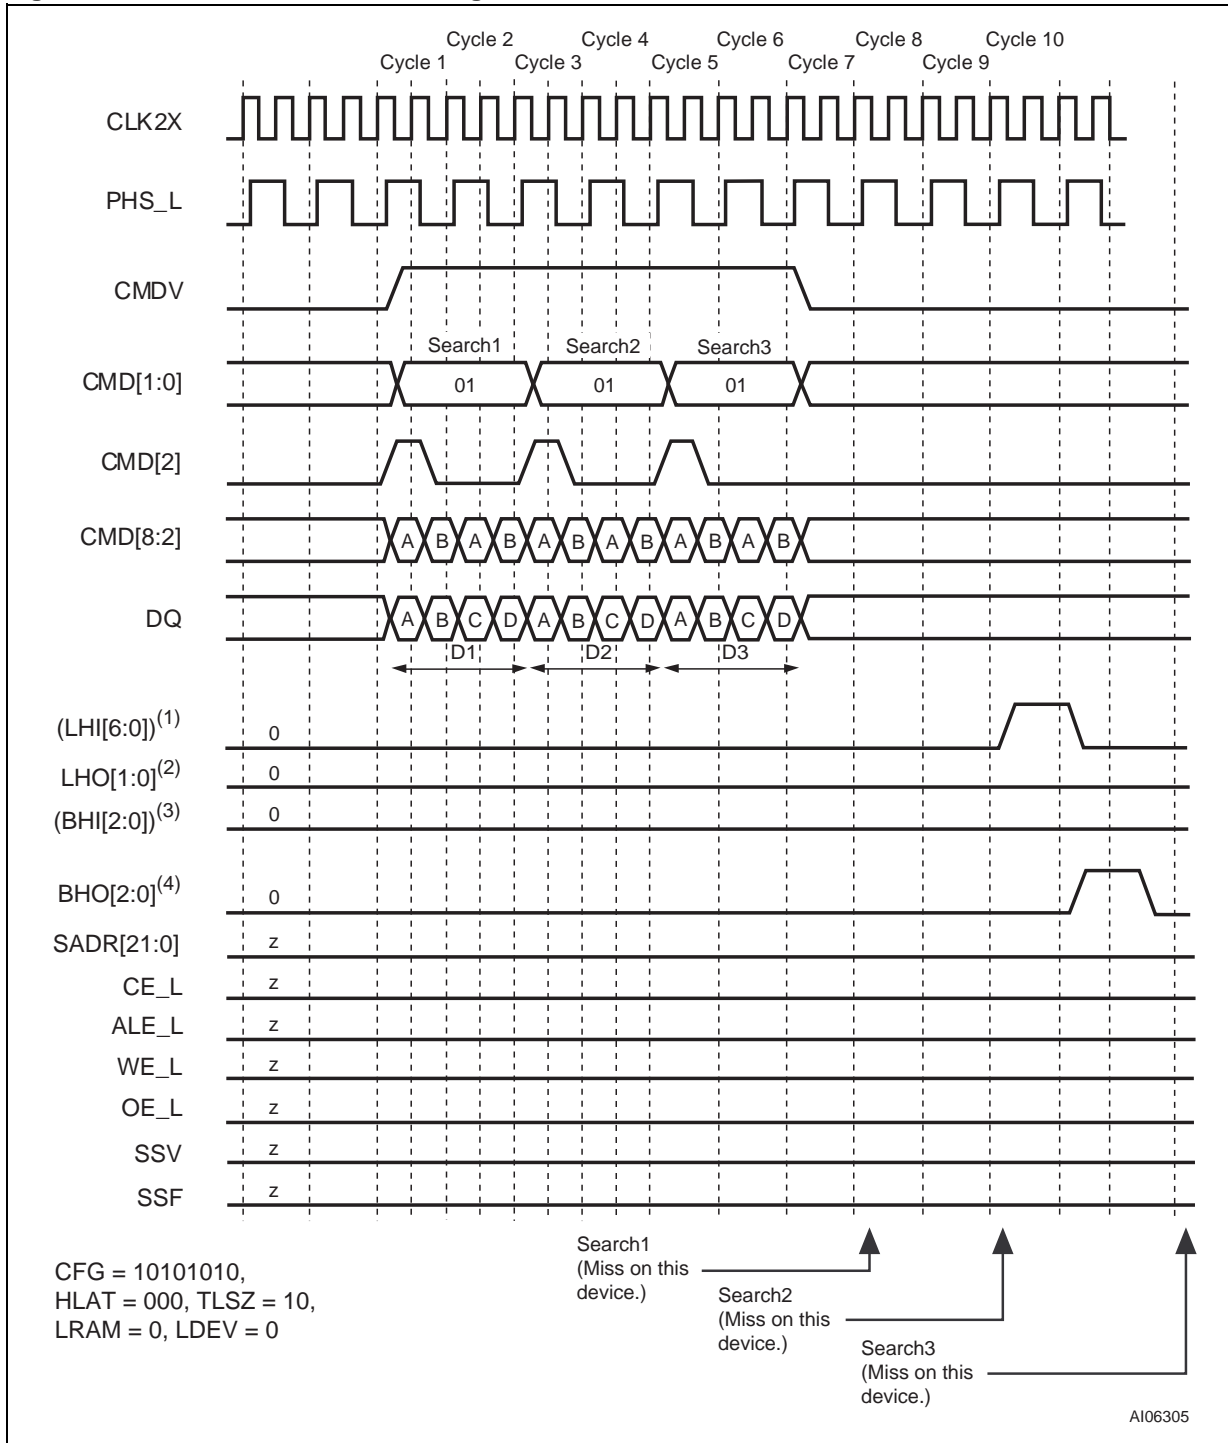 Cycle 2 Cycle 4 Cycle 6 Cycle 8 Cycle 10
Cycle 1 Cycle 3 Cycle 5 Cycle 7 Cycle 9
CLK2X
PHS_L
CMDV
Search1 Search2 Search3
CMD[1:0] 01 01 01
CMD[2]
CMD[8:2] A B A B A B A B A B A B
DQ A B C D A B C D A B C D
D1 D2 D3
(LHI[6:0])(1) 0
LHO[1:0](2) 0
(BHI[2:0])(3) 0
BHO[2:0](4) 0
SADR[21:0] z
CE_L z
ALE_L z
WE_L z
OE_L z
SSV z
SSF z
CFG = 10101010,
HLAT = 000, TLSZ = 10,
LRAM = 0, LDEV = 0
Search1
(Miss on this
device.)
Search2
(Miss on this
device.)
Search3
(Miss on this
device.)
AI06305